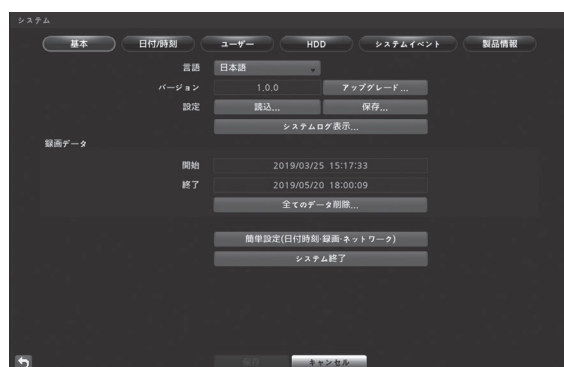 システム
基本 日付/時刻 ユーザー HDD システムイベント 製品情報
言語 日本語
バージョン 1.0.0 アップグレード...
設定 読込... 保存...
システムログ表示...
録画データ
開始 2019/03/25 15:17:33
終了 2019/05/20 18:00:09
全てのデータ削除...
簡単設定(日付時刻·録画·ネットワーク)
システム終了
保存 キャンセル